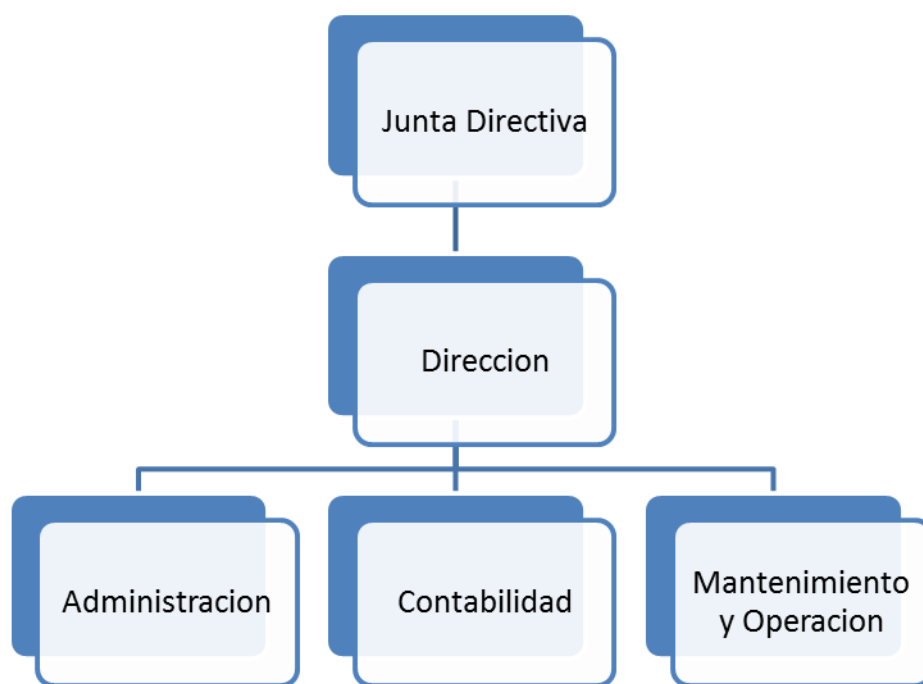 Junta Directiva
Direccion
Administracion
Contabilidad
Mantenimiento
y Operacion